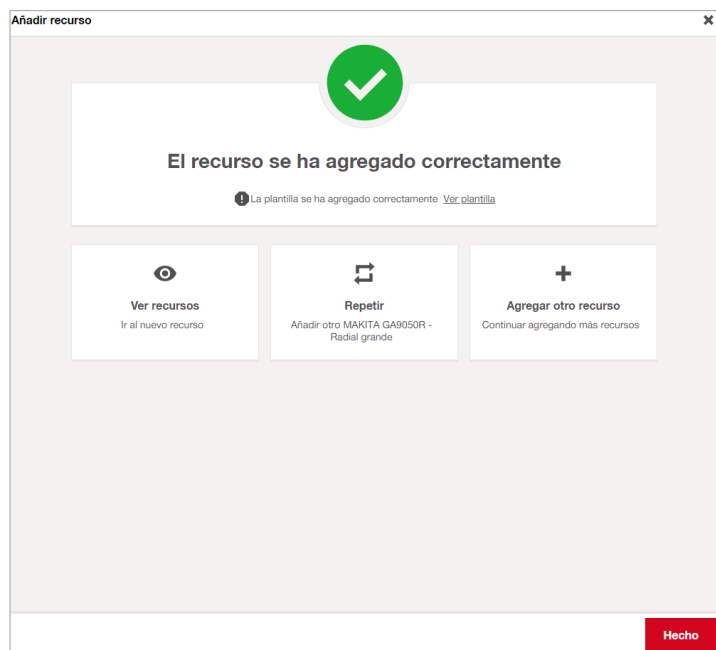 Añadir recurso
El recurso se ha agregado correctamente
La plantilla se ha agregado correctamente Ver plantilla
Ver recursos
Ir al nuevo recurso
Repetir
Añadir otro MAKITA GA9050R -
Radial grande
Agregar otro recurso
Continuar agregando más recursos
Hecho